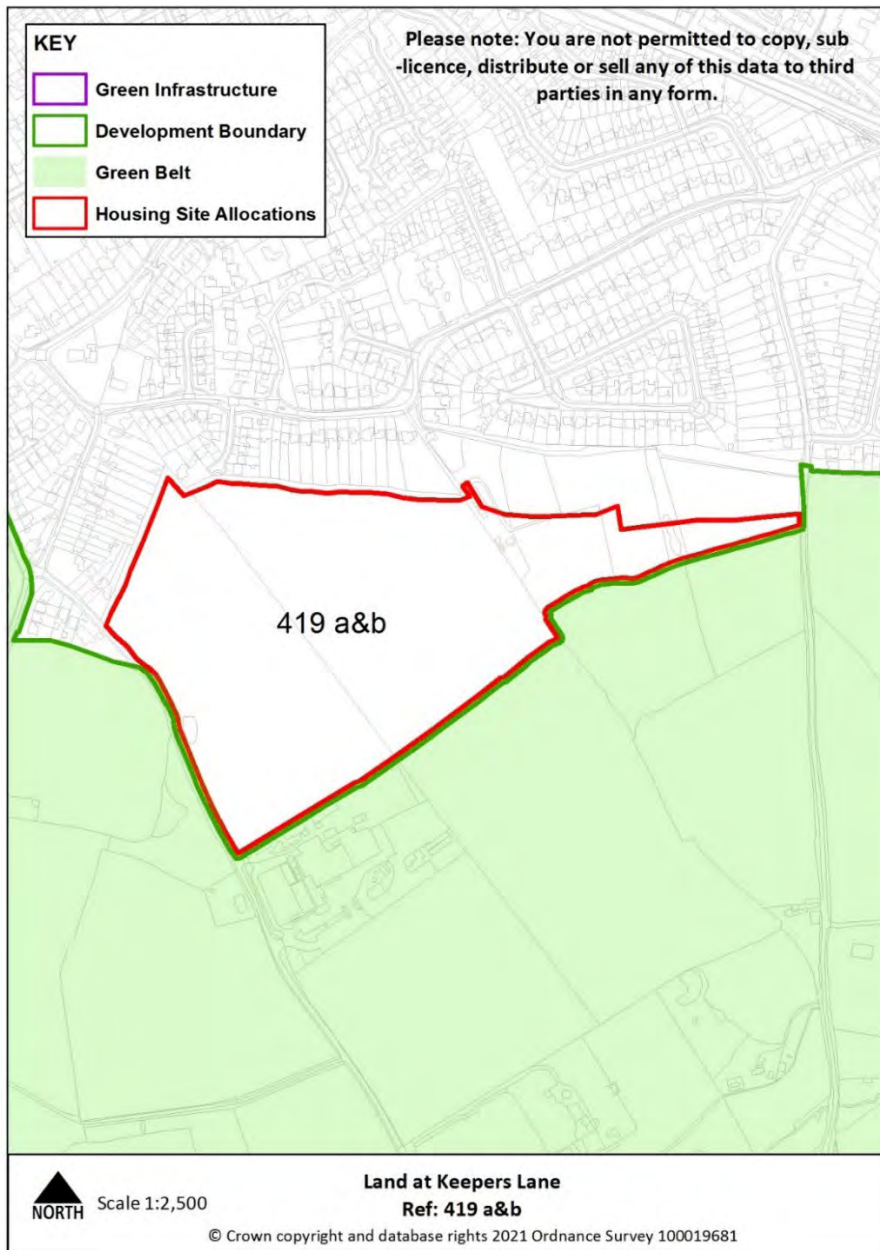 KEY
Green Infrastructure
Development Boundary
Green Belt
Housing Site Allocations
Please note: You are not permitted to copy, sub
-licence, distribute or sell any of this data to third
parties in any form.
419 a&b
NORTH
Scale 1:2,500
Land at Keepers Lane
Ref: 419 a&b
© Crown copyright and database rights 2021 Ordnance Survey 100019681